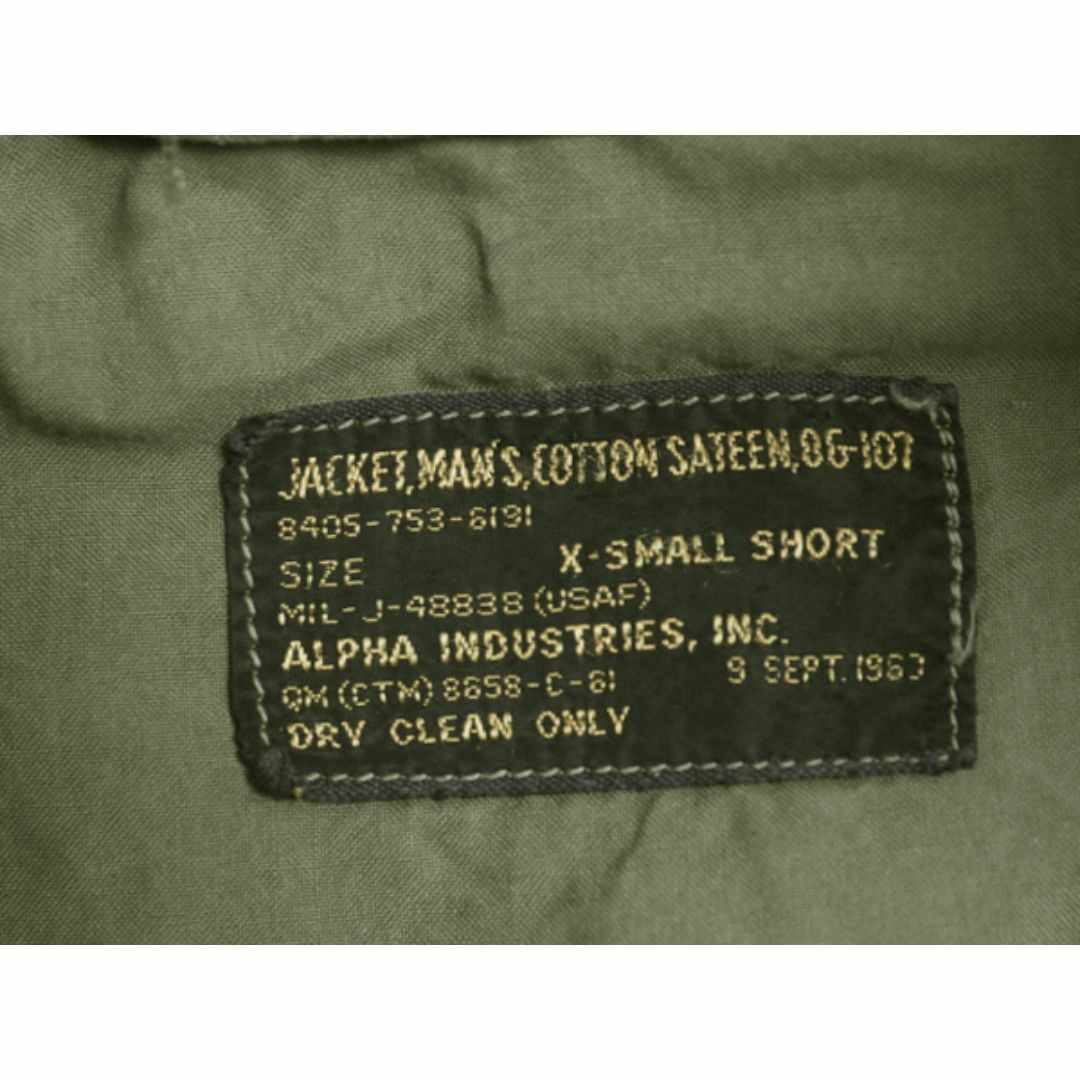 JACKET, MAN'S, COTTON SATEEN, OG-107
8405-753-6191
SIZE X-SMALL SHORT
MIL-J-48838 (USAF)
ALPHA INDUSTRIES, INC.
QM (CTM) 8658-C-61 9 SEPT. 1963
DRY CLEAN ONLY